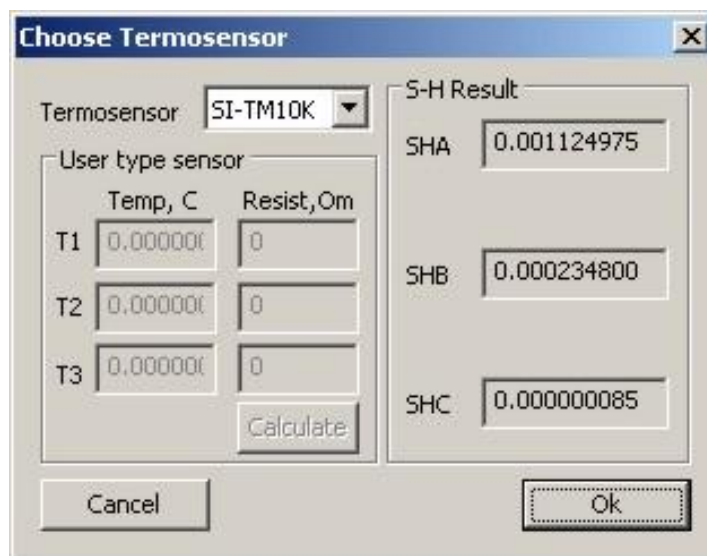 Choose Termosensor
Termosensor SI-TM10K
User type sensor
Temp, C Resist,Om
T1 0.000000 0
T2 0.000000 0
T3 0.000000 0
Calculate
S-H Result
SHA 0.001124975
SHB 0.000234800
SHC 0.000000085
Cancel Ok